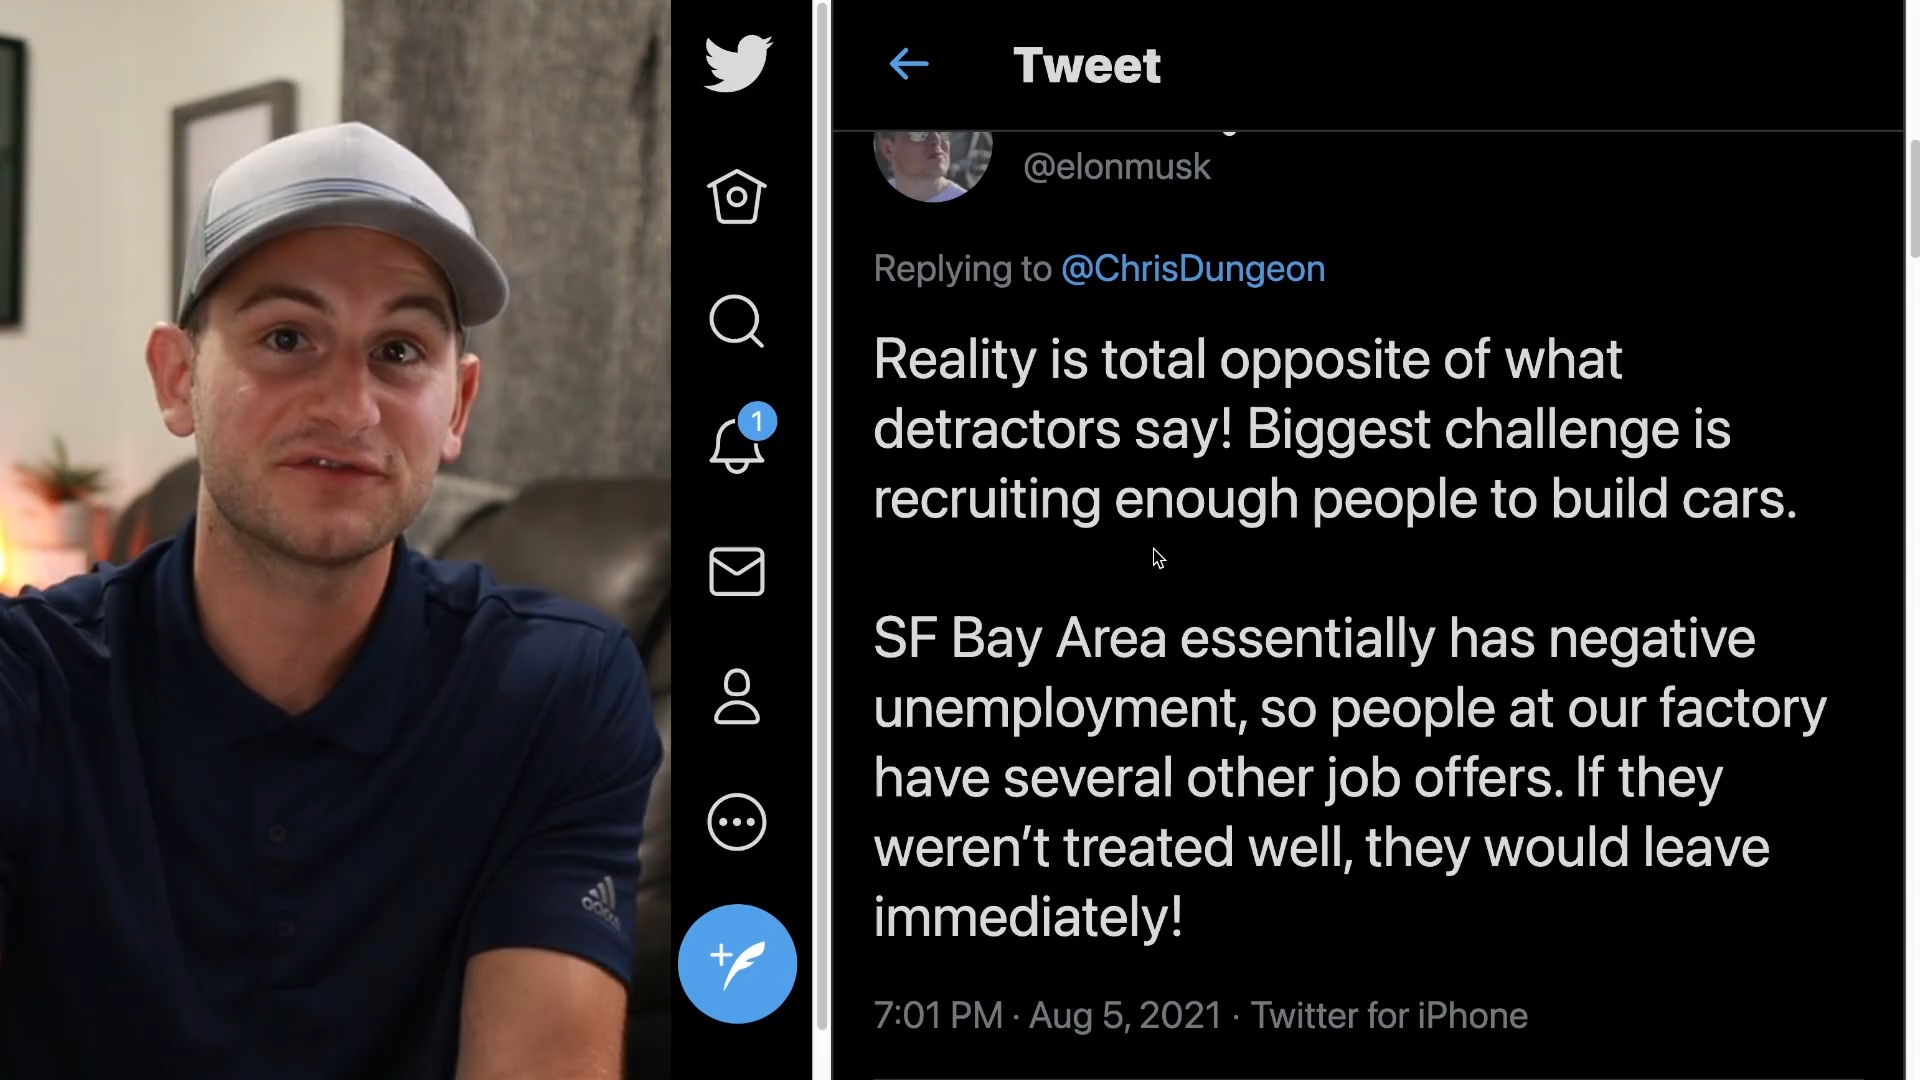 Tweet
@elonmusk
Replying to @ChrisDungeon
Reality is total opposite of what
detractors say! Biggest challenge is
recruiting enough people to build cars.
SF Bay Area essentially has negative
unemployment, so people at our factory
have several other job offers. If they
weren’t treated well, they would leave
immediately!
7:01 PM · Aug 5, 2021 · Twitter for iPhone
1
adidas